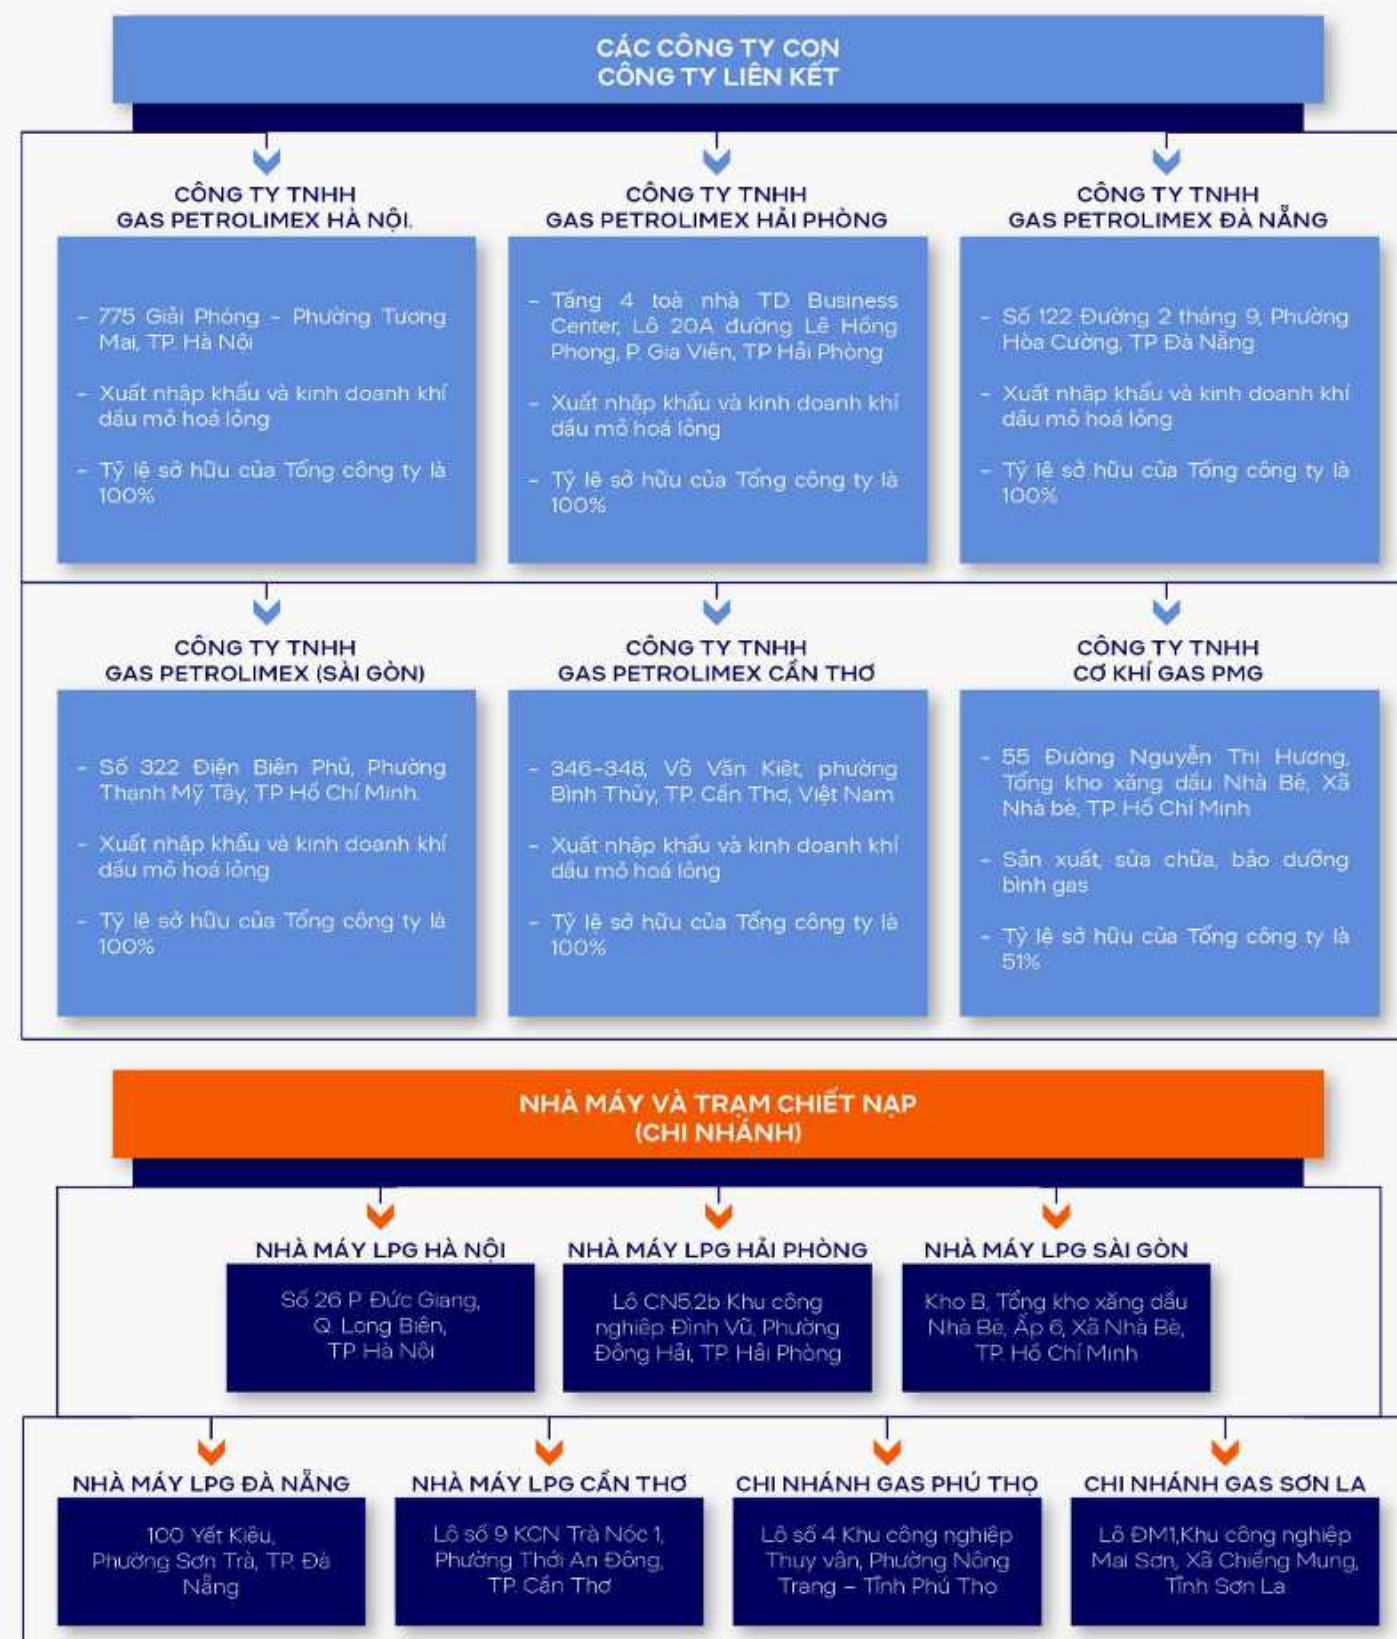 CÁC CÔNG TY CON
CÔNG TY LIÊN KẾT
CÔNG TY TNHH
GAS PETROLIMEX HÀ NỘI.
- 775 Giải Phóng - Phường Tương
Mai, TP. Hà Nội
- Xuất nhập khẩu và kinh doanh khí
dầu mỏ hoá lỏng
- Tỷ lệ sở hữu của Tổng công ty là
100%
CÔNG TY TNHH
GAS PETROLIMEX HẢI PHÒNG
- Tầng 4 toà nhà TD Business
Center, Lô 20A đường Lê Hồng
Phong, P. Gia Viên, TP Hải Phòng
- Xuất nhập khẩu và kinh doanh khí
dầu mỏ hoá lỏng
- Tỷ lệ sở hữu của Tổng công ty là
100%
CÔNG TY TNHH
GAS PETROLIMEX ĐÀ NẴNG
- Số 122 Đường 2 tháng 9, Phường
Hòa Cường, TP Đà Nẵng
- Xuất nhập khẩu và kinh doanh khí
dầu mỏ hoá lỏng
- Tỷ lệ sở hữu của Tổng công ty là
100%
CÔNG TY TNHH
GAS PETROLIMEX (SÀI GÒN)
- Số 322 Điện Biên Phủ, Phường
Thạnh Mỹ Tây, TP Hồ Chí Minh.
- Xuất nhập khẩu và kinh doanh khí
dầu mỏ hoá lỏng
- Tỷ lệ sở hữu của Tổng công ty là
100%
CÔNG TY TNHH
GAS PETROLIMEX CẦN THƠ
- 346-348, Võ Văn Kiệt, phường
Bình Thủy, TP. Cần Thơ, Việt Nam
- Xuất nhập khẩu và kinh doanh khí
dầu mỏ hoá lỏng
- Tỷ lệ sở hữu của Tổng công ty là
100%
CÔNG TY TNHH
CƠ KHÍ GAS PMG
- 55 Đường Nguyễn Thị Hương,
Tổng kho xăng dầu Nhà Bè, Xã
Nhà bè, TP. Hồ Chí Minh
- Sản xuất, sửa chữa, bảo dưỡng
bình gas
- Tỷ lệ sở hữu của Tổng công ty là
51%
NHÀ MÁY VÀ TRẠM CHIẾT NẠP
(CHI NHÁNH)
NHÀ MÁY LPG HÀ NỘI
Số 26 P. Đức Giang,
Q. Long Biên,
TP Hà Nội
NHÀ MÁY LPG HẢI PHÒNG
Lô CN5.2b Khu công
nghiệp Đình Vũ, Phường
Đông Hải, TP. Hải Phòng
NHÀ MÁY LPG SÀI GÒN
Kho B, Tổng kho xăng dầu
Nhà Bè, Ấp 6, Xã Nhà Bè,
TP. Hồ Chí Minh
NHÀ MÁY LPG ĐÀ NẴNG
100 Yết Kiêu,
Phường Sơn Trà, TP. Đà
Nẵng
NHÀ MÁY LPG CẦN THƠ
Lô số 9 KCN Trà Nóc 1,
Phường Thới An Đông,
TP. Cần Thơ
CHI NHÁNH GAS PHÚ THỌ
Lô số 4 Khu công nghiệp
Thụy vân, Phường Nông
Trang – Tỉnh Phú Thọ
CHI NHÁNH GAS SƠN LA
Lô ĐM1,Khu công nghiệp
Mai Sơn, Xã Chiềng Mung,
Tỉnh Sơn La